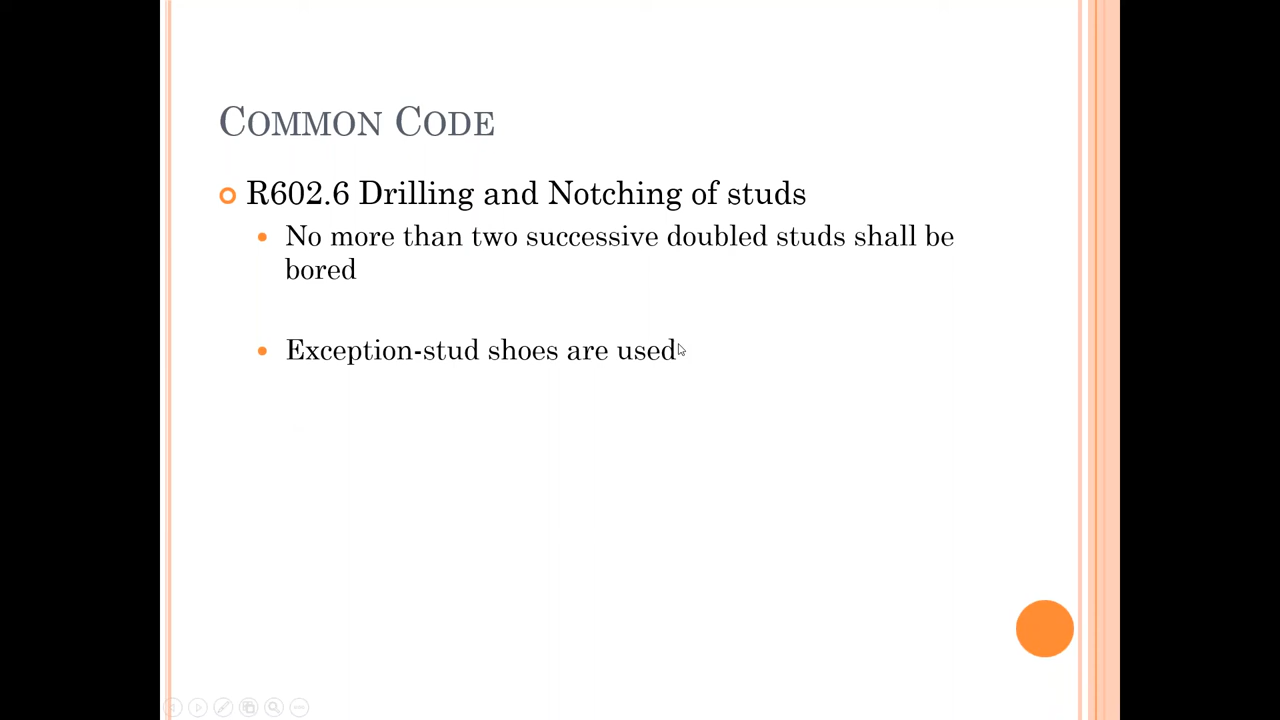 COMMON CODE
R602.6 Drilling and Notching of studs
No more than two successive doubled studs shall be
bored
Exception-stud shoes are used